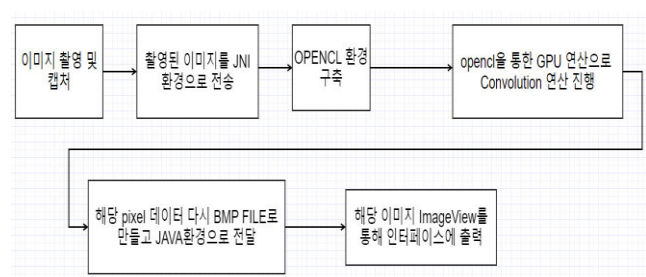 이미지 촬영 및
캡처
촬영된 이미지를 JNI
환경으로 전송
OPENCL 환경
구축
opencl을 통한 GPU 연산으로
Convolution 연산 진행
해당 pixel 데이터 다시 BMP FILE로
만들고 JAVA환경으로 전달
해당 이미지 ImageView를
통해 인터페이스에 출력